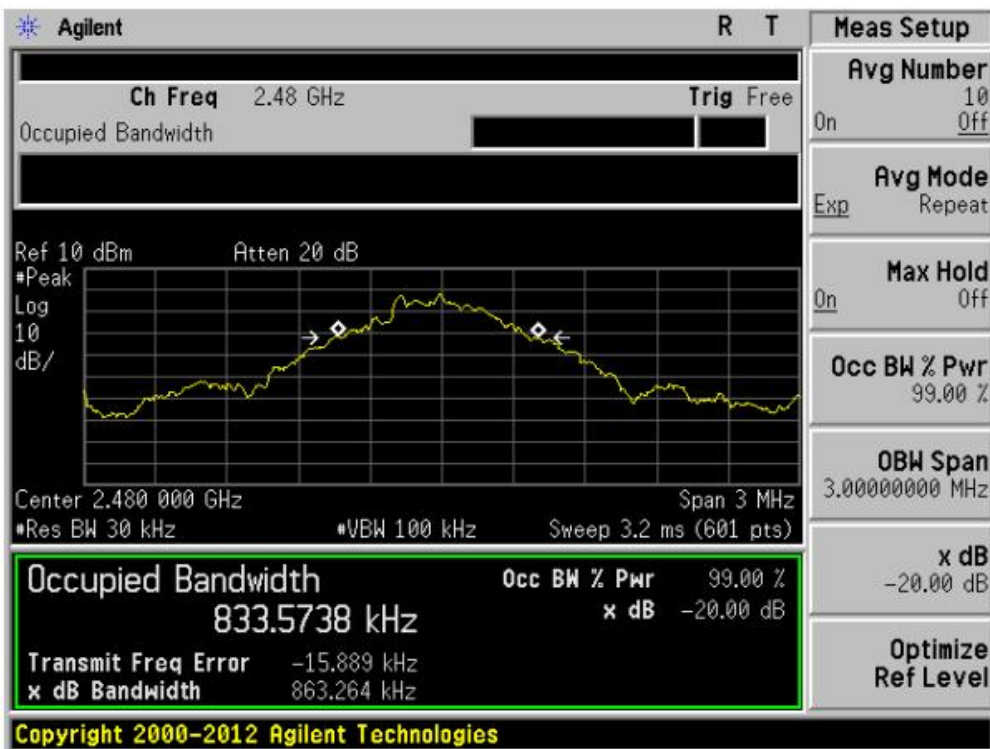 Agilent R T
Ch Freq 2.48 GHz Trig Free
Occupied Bandwidth
Ref 10 dBm Atten 20 dB
#Peak
Log
10
dB/
Center 2.480 000 GHz Span 3 MHz
#Res BW 30 kHz #VBW 100 kHz Sweep 3.2 ms (601 pts)
Occupied Bandwidth Occ BW % Pwr 99.00 %
833.5738 kHz x dB -20.00 dB
Transmit Freq Error -15.889 kHz
x dB Bandwidth 863.264 kHz
Copyright 2000-2012 Agilent Technologies
Meas Setup
Avg Number
10
On Off
Avg Mode
Exp Repeat
Max Hold
On Off
Occ BW % Pwr
99.00 %
OBW Span
3.00000000 MHz
x dB
-20.00 dB
Optimize
Ref Level